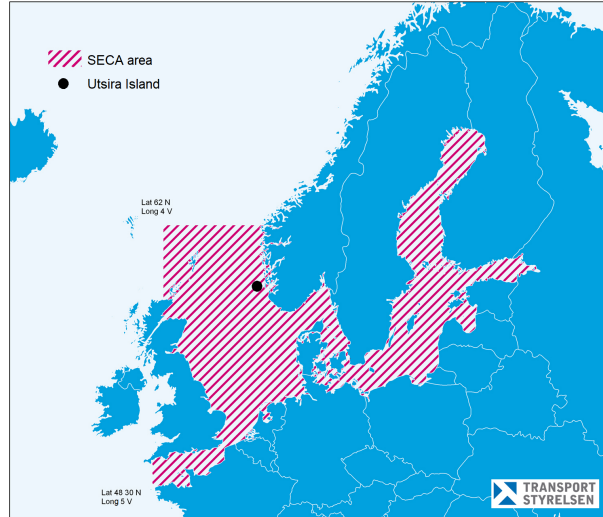 SECA area
Utsira Island
Lat 62 N
Long 4 V
Lat 48 30 N
Long 5 V
TRANSPORT
STYRELSEN